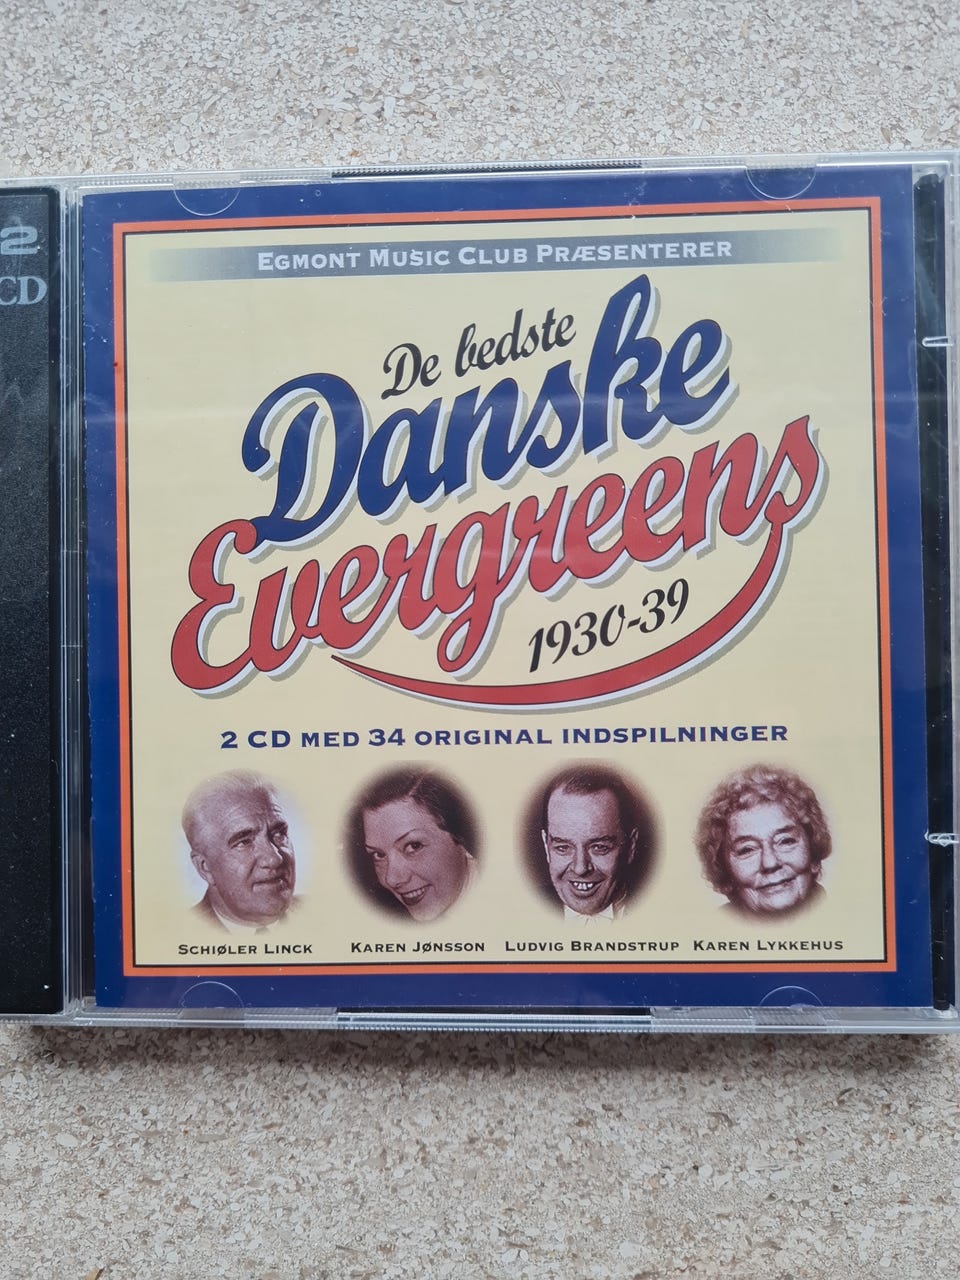 2
CD
EGMONT MUSIC CLUB PRÆSENTERER
De bedste
Danske
Evergreens
1930-39
2 CD MED 34 ORIGINAL INDSPILNINGER
SCHIØLER LINCK KAREN JØNSSON LUDVIG BRANDSTRUP KAREN LYKKEHUS